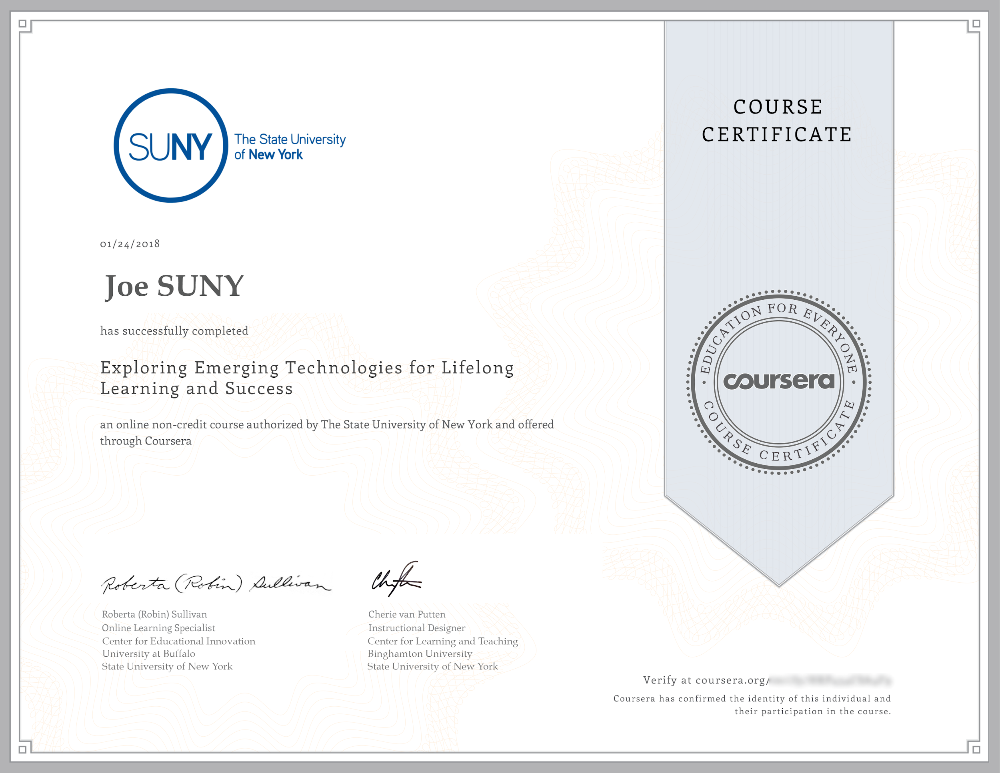 SUNY
The State University
of New York
COURSE
CERTIFICATE
01/24/2018
Joe SUNY
has successfully completed
Exploring Emerging Technologies for Lifelong
Learning and Success
an online non-credit course authorized by The State University of New York and offered
through Coursera
EDUCATION FOR EVERYONE
coursera
COURSE CERTIFICATE
Roberta (Robin) Sullivan
Roberta (Robin) Sullivan
Online Learning Specialist
Center for Educational Innovation
University at Buffalo
State University of New York
Cherie van Putten
Instructional Designer
Center for Learning and Teaching
Binghamton University
State University of New York
Verify at coursera.org/
Coursera has confirmed the identity of this individual and
their participation in the course.